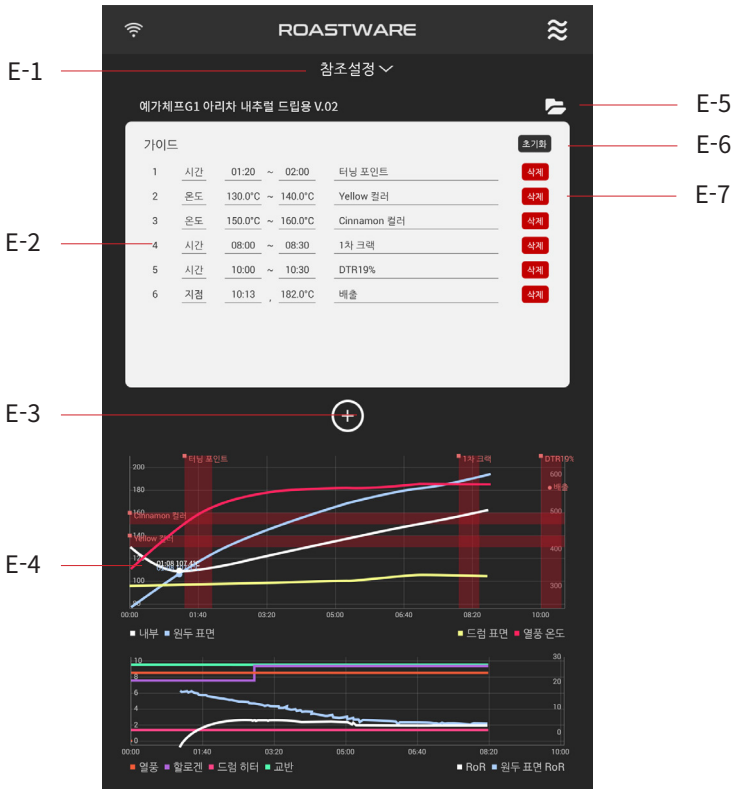 ROASTWARE
E-1
참조설정
예가체프G1 아리차 내추럴 드립용 V.02
E-5
가이드
초기화
E-6
1 시간 01:20 ~ 02:00 터닝 포인트 삭제
2 온도 130.0°C ~ 140.0°C Yellow 컬러 삭제
E-7
3 온도 150.0°C ~ 160.0°C Cinnamon 컬러 삭제
E-2
4 시간 08:00 ~ 08:30 1차 크랙 삭제
5 시간 10:00 ~ 10:30 DTR19% 삭제
6 지점 10:13 , 182.0°C 배출 삭제
E-3
터닝 포인트 1차 크랙 DTR19%
200 600
180 배출
160 500
Cinnamon 컬러
140 400
Yellow 컬러
E-4
01:08 107.4°C
100 300
80
00:00 01:40 03:20 05:00 06:40 08:20 10:00
내부 원두 표면 드럼 표면 열풍 온도
10 30
8 20
6
4 10
2 0
0
00:00 01:40 03:20 05:00 06:40 08:20 10:00
열풍 할로겐 드럼 히터 교반 RoR 원두 표면 RoR